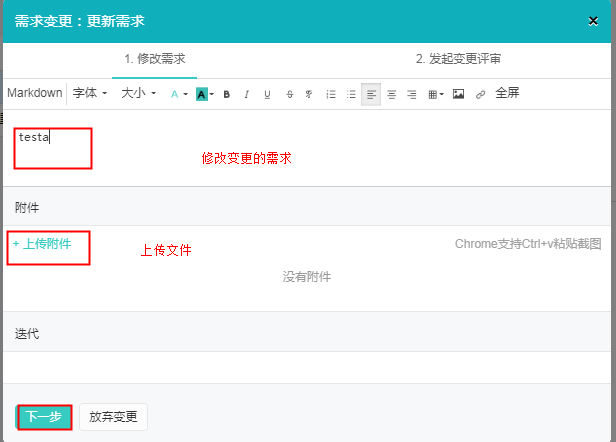 需求变更：更新需求
1. 修改需求
2. 发起变更评审
Markdown 字体 大小 A A B I U S 全屏
testa
修改变更的需求
附件
+ 上传附件
上传文件
Chrome支持Ctrl+v粘贴截图
没有附件
迭代
下一步
放弃变更